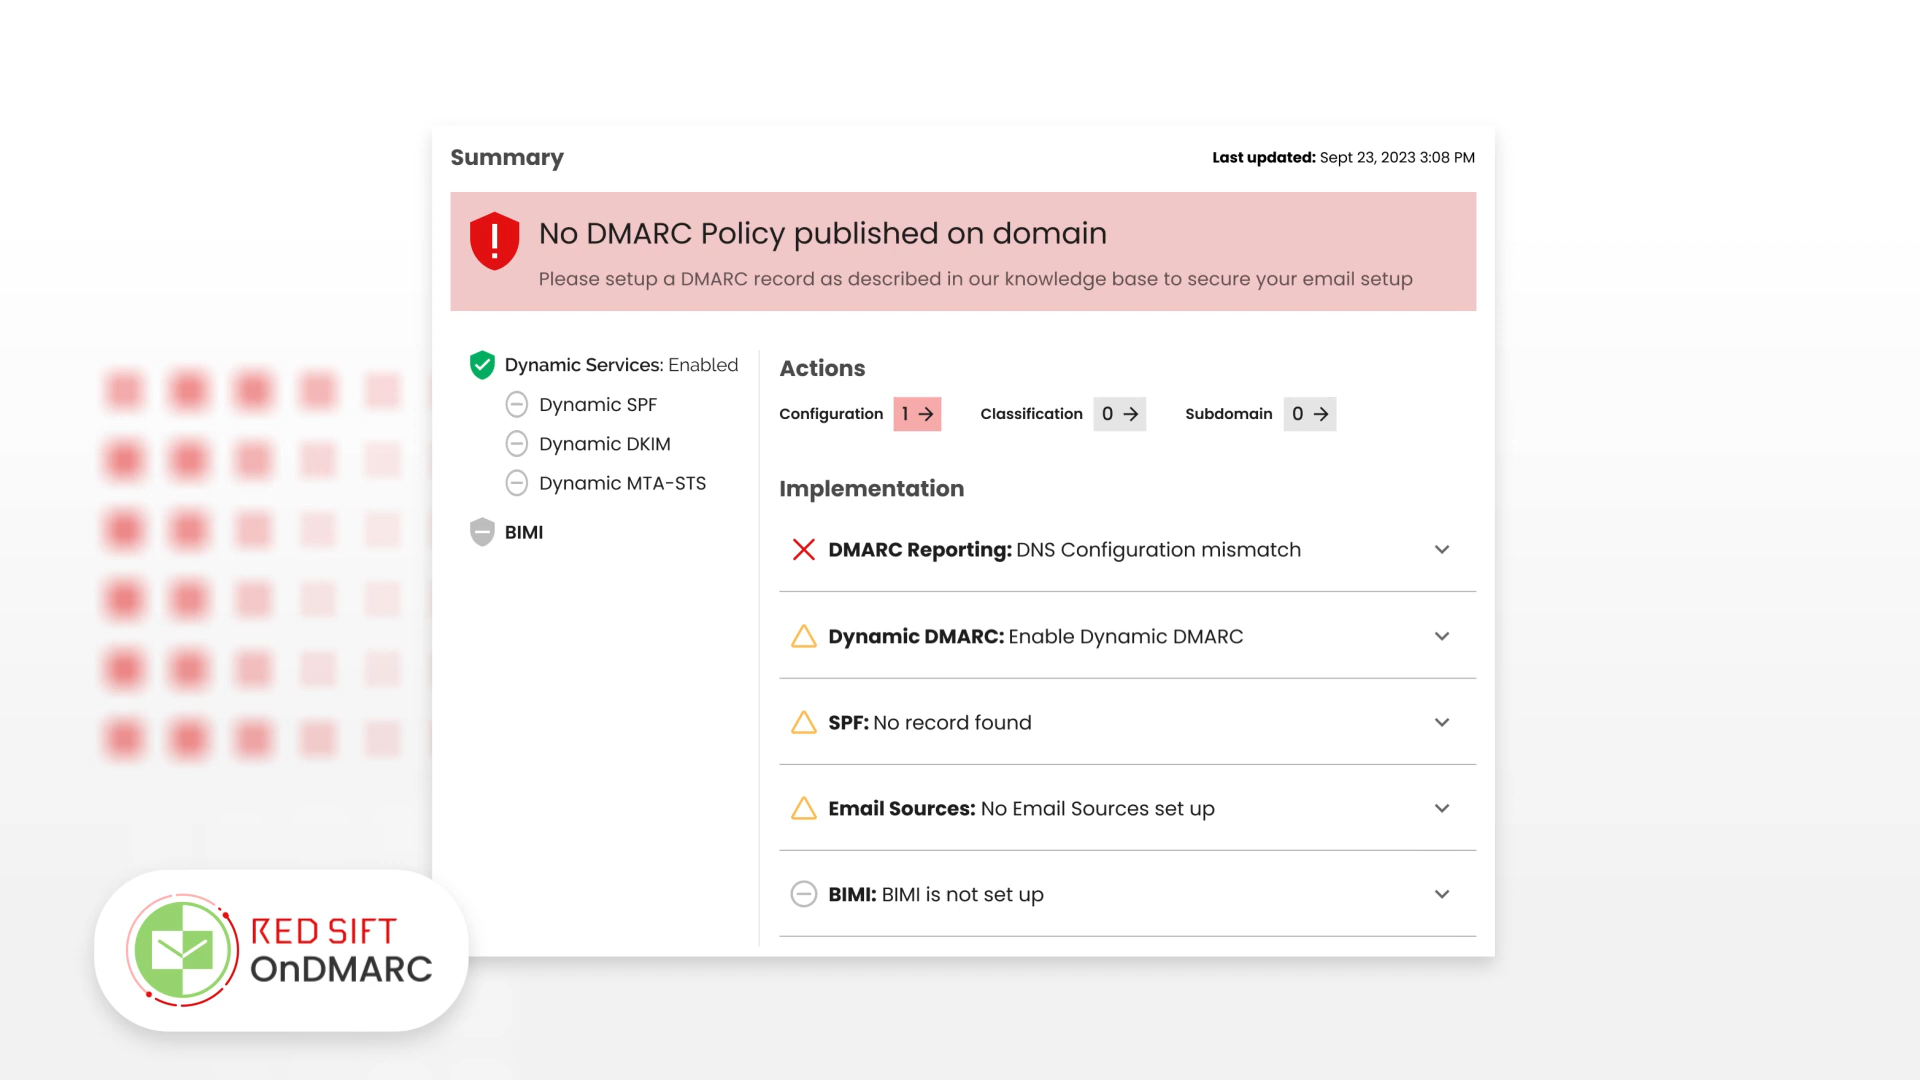 Summary
Last updated: Sept 23, 2023 3:08 PM
No DMARC Policy published on domain
Please setup a DMARC record as described in our knowledge base to secure your email setup
Dynamic Services: Enabled
Dynamic SPF
Dynamic DKIM
Dynamic MTA-STS
BIMI
Actions
Configuration 1 → Classification 0 → Subdomain 0 →
Implementation
DMARC Reporting: DNS Configuration mismatch
Dynamic DMARC: Enable Dynamic DMARC
SPF: No record found
Email Sources: No Email Sources set up
BIMI: BIMI is not set up
RED SIFT
OnDMARC